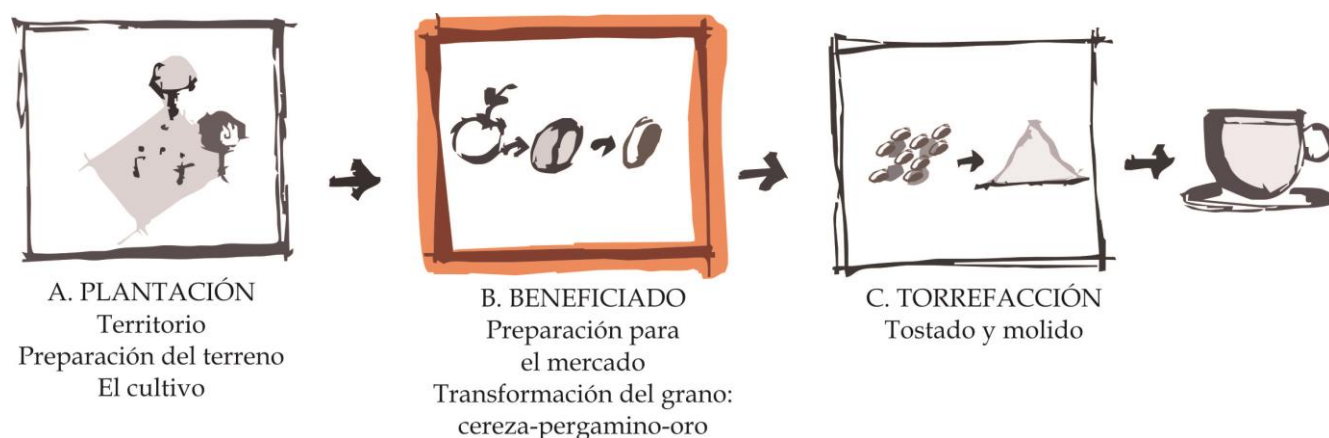 A. PLANTACIÓN
Territorio
Preparación del terreno
El cultivo
B. BENEFICIADO
Preparación para
el mercado
Transformación del grano:
cereza-pergamino-oro
C. TORREFACCIÓN
Tostado y molido